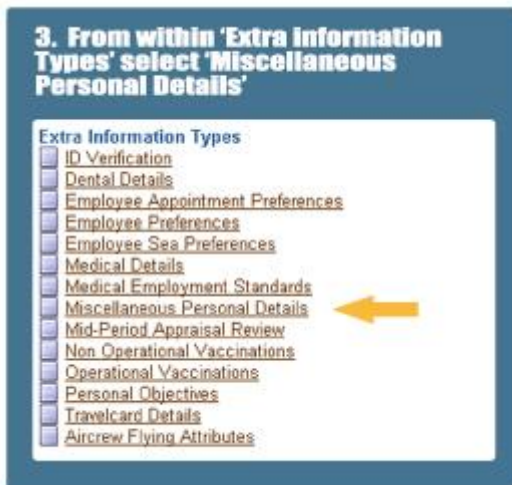 3. From within 'Extra Information
Types' select 'Miscellaneous
Personal Details'
Extra Information Types
ID Verification
Dental Details
Employee Appointment Preferences
Employee Preferences
Employee Sea Preferences
Medical Details
Medical Employment Standards
Miscellaneous Personal Details
Mid-Period Appraisal Review
Non Operational Vaccinations
Operational Vaccinations
Personal Objectives
Travelcard Details
Aircrew Flying Attributes